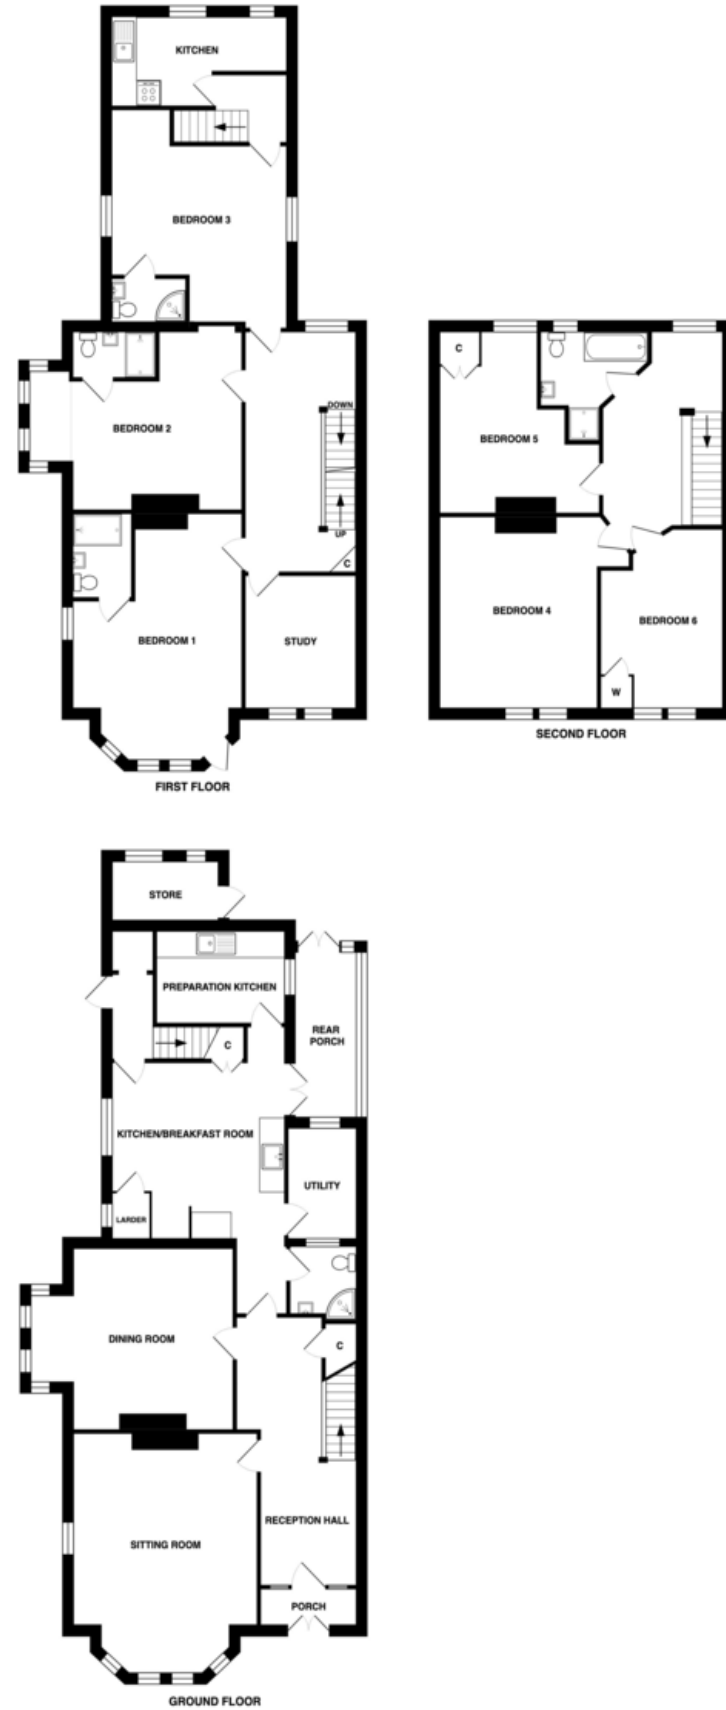 KITCHEN
BEDROOM 3
BEDROOM 2
DOWN
UP
C
BEDROOM 1
STUDY
FIRST FLOOR
C
BEDROOM 5
BEDROOM 4
BEDROOM 6
W
SECOND FLOOR
STORE
PREPARATION KITCHEN
REAR
PORCH
C
KITCHEN/BREAKFAST ROOM
UTILITY
LARDER
DINING ROOM
C
RECEPTION HALL
SITTING ROOM
PORCH
GROUND FLOOR